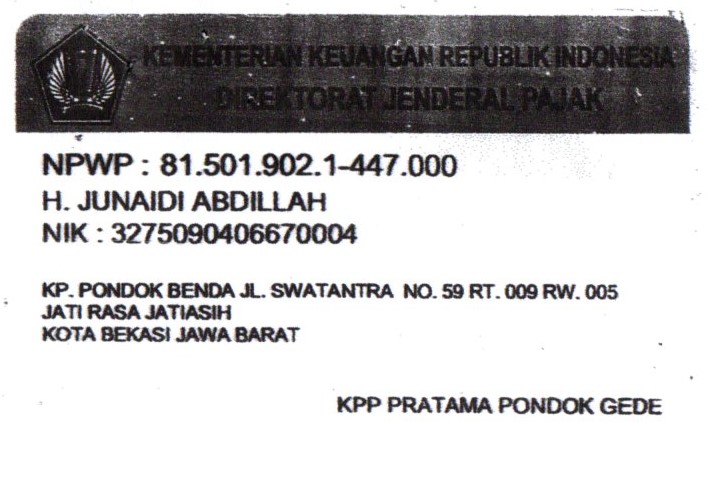 KEMENTERIAN KEUANGAN REPUBLIK INDONESIA
DIREKTORAT JENDERAL PAJAK
NPWP : 81.501.902.1-447.000
H. JUNAIDI ABDILLAH
NIK : 3275090406670004
KP. PONDOK BENDA JL. SWATANTRA NO. 59 RT. 009 RW. 005
JATI RASA JATIASIH
KOTA BEKASI JAWA BARAT
KPP PRATAMA PONDOK GEDE